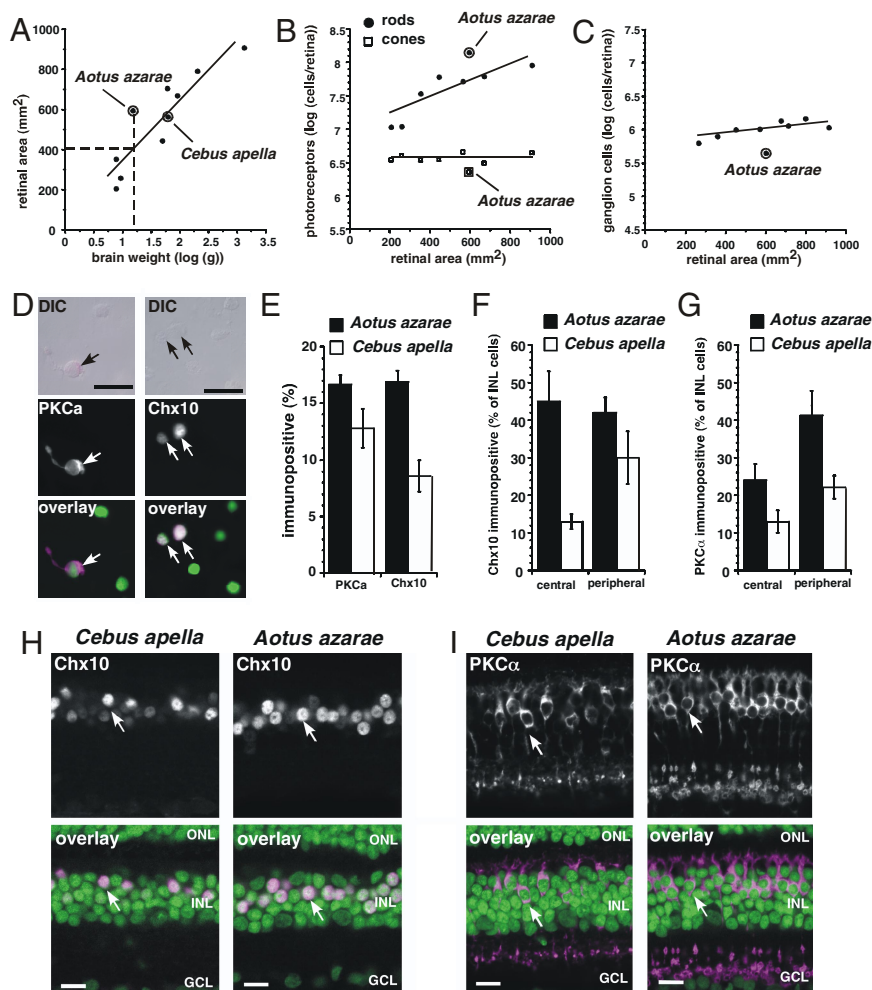 A
1000
800
600
400
200
0
retinal area (mm2)
Aotus azarae
Cebus apella
0 0.5 1 1.5 2 2.5 3 3.5
brain weight (log (g))
B
rods
cones
8.5
8
7.5
7
6.5
6
5.5
photoreceptors (log (cells/retina))
Aotus azarae
Aotus azarae
0 200 400 600 800 1000
retinal area (mm2)
C
7.5
7
6.5
6
5.5
5
4.5
ganglion cells (log (cells/retina))
Aotus azarae
0 200 400 600 800 1000
retinal area (mm2)
D
DIC
DIC
PKCa
Chx10
overlay
overlay
E
Aotus azarae
Cebus apella
20
15
10
5
0
immunopositive (%)
PKCa Chx10
F
Aotus azarae
Cebus apella
60
50
40
30
20
10
0
Chx10 immunopositive (% of INL cells)
central peripheral
G
Aotus azarae
Cebus apella
60
50
40
30
20
10
0
PKCα immunopositive (% of INL cells)
central peripheral
H
Cebus apella
Aotus azarae
Chx10
Chx10
overlay
ONL
INL
GCL
overlay
ONL
INL
GCL
I
Cebus apella
Aotus azarae
PKCα
PKCα
overlay
ONL
INL
GCL
overlay
ONL
INL
GCL